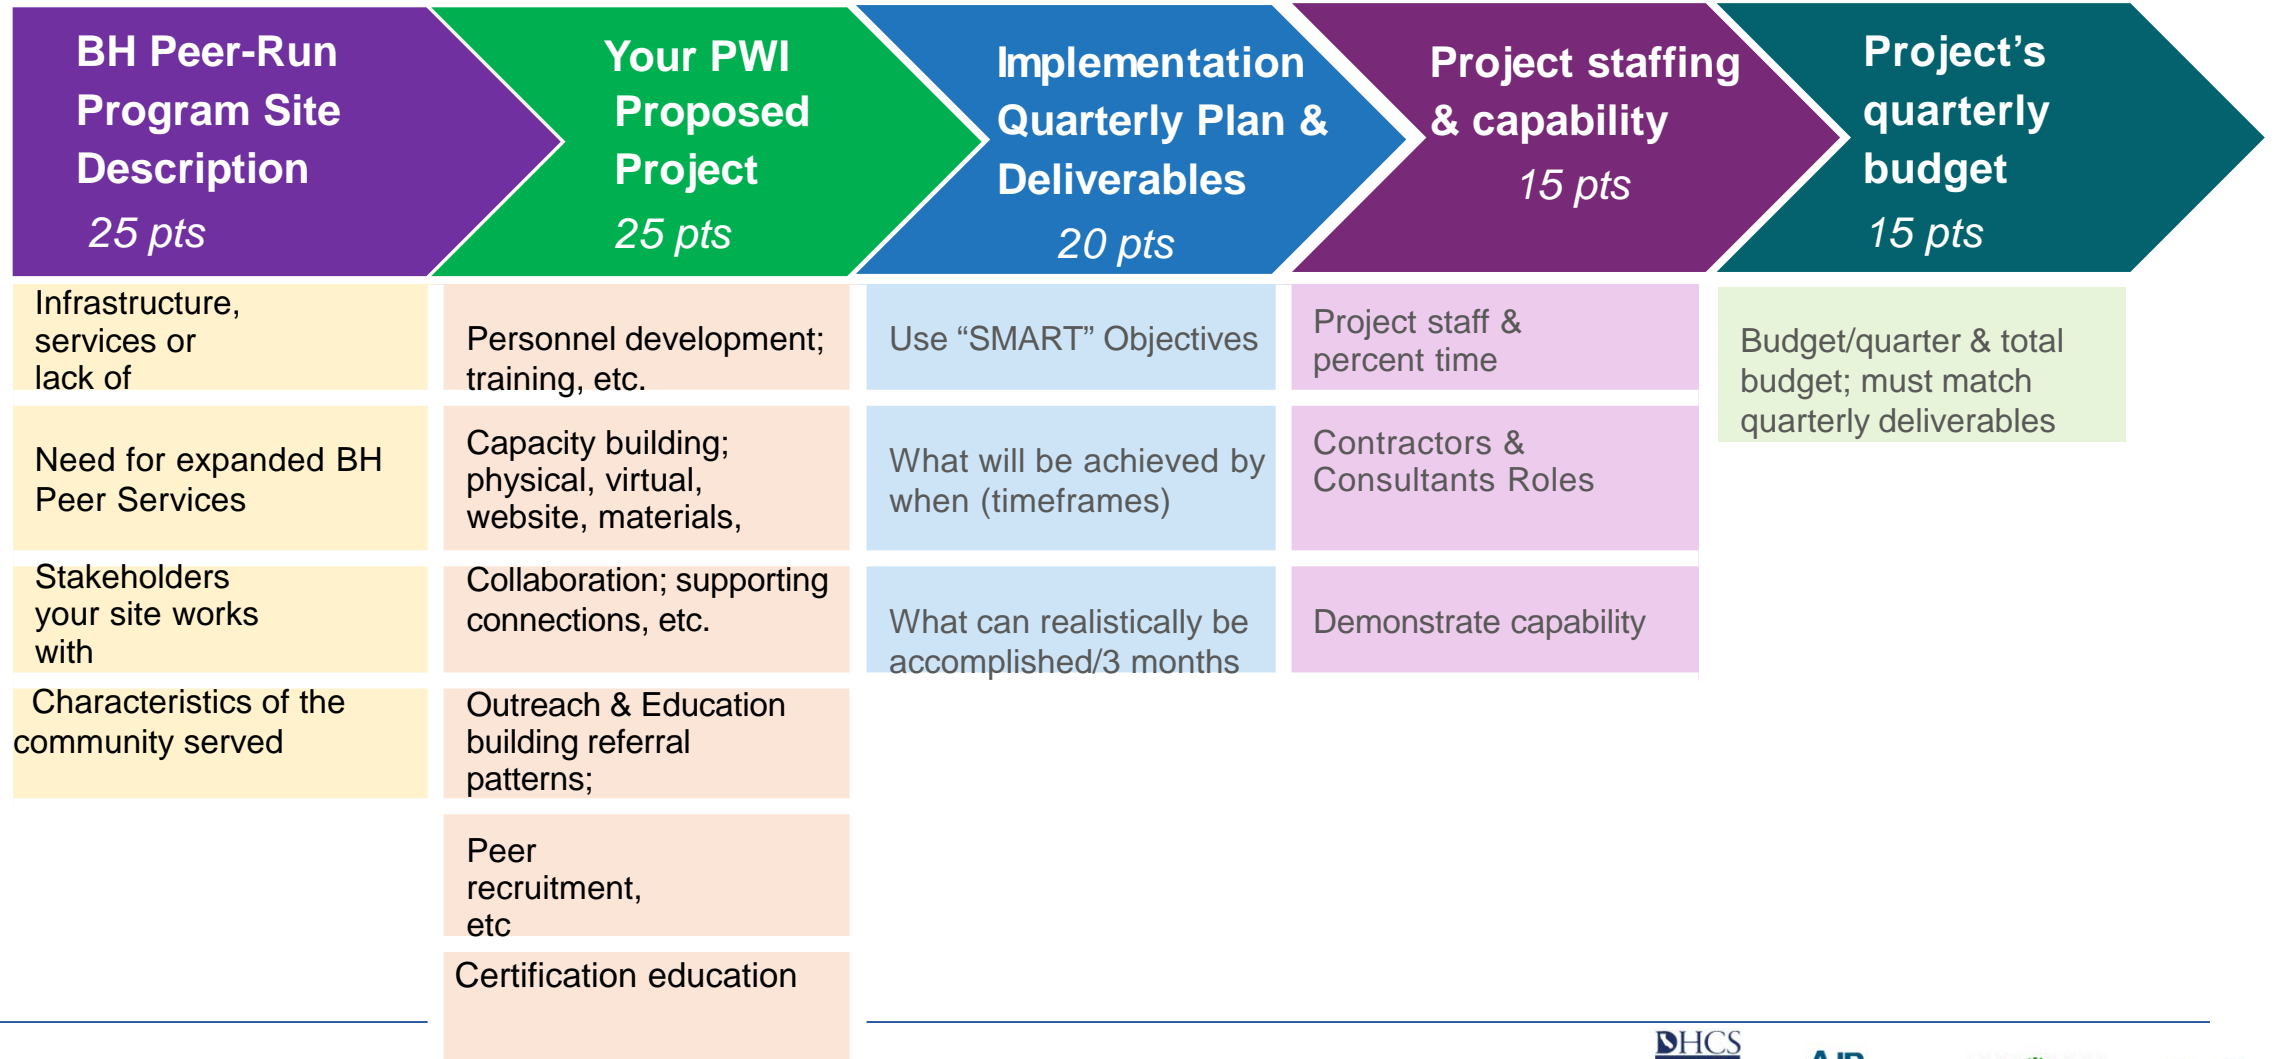 BH Peer-Run
Program Site
Description
25 pts
Your PWI
Proposed
Project
25 pts
Implementation
Quarterly Plan &
Deliverables
20 pts
Project staffing
& capability
15 pts
Project’s
quarterly
budget
15 pts
Infrastructure,
services or
lack of
Need for expanded BH
Peer Services
Stakeholders
your site works
with
Characteristics of the
community served
Personnel development;
training, etc.
Capacity building;
physical, virtual,
website, materials,
Collaboration; supporting
connections, etc.
Outreach & Education
building referral
patterns;
Peer
recruitment,
etc
Certification education
Use “SMART” Objectives
What will be achieved by
when (timeframes)
What can realistically be
accomplished/3 months
Project staff &
percent time
Contractors &
Consultants Roles
Demonstrate capability
Budget/quarter & total
budget; must match
quarterly deliverables
DHCS